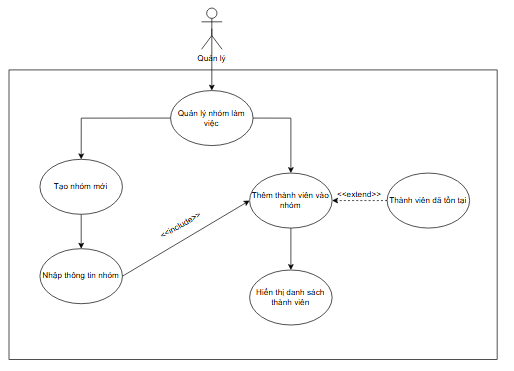 Quản lý
Quản lý nhóm làm
việc
Tạo nhóm mới
Thêm thành viên vào
nhóm
<<extend>>
Thành viên đã tồn tại
<<include>>
Nhập thông tin nhóm
Hiển thị danh sách
thành viên